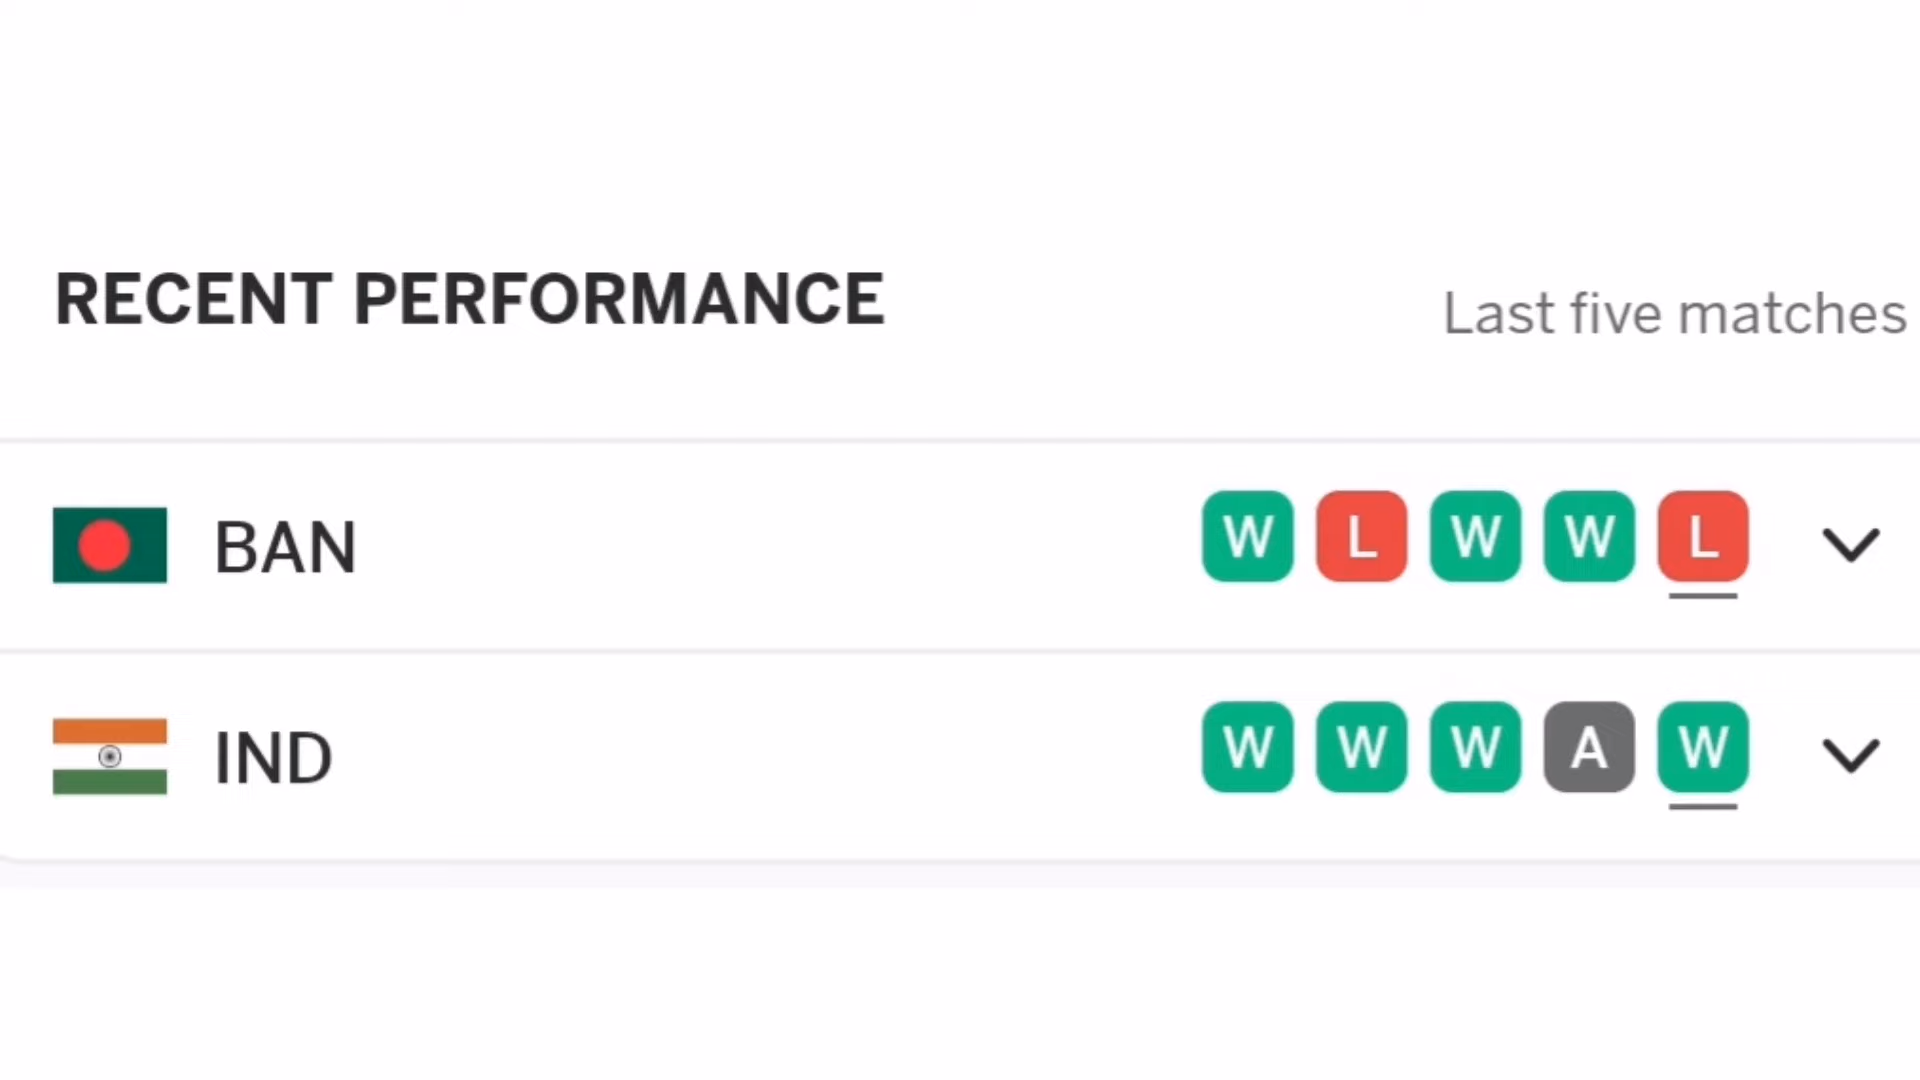 RECENT PERFORMANCE
Last five matches
BAN W L W W L
IND W W W A W